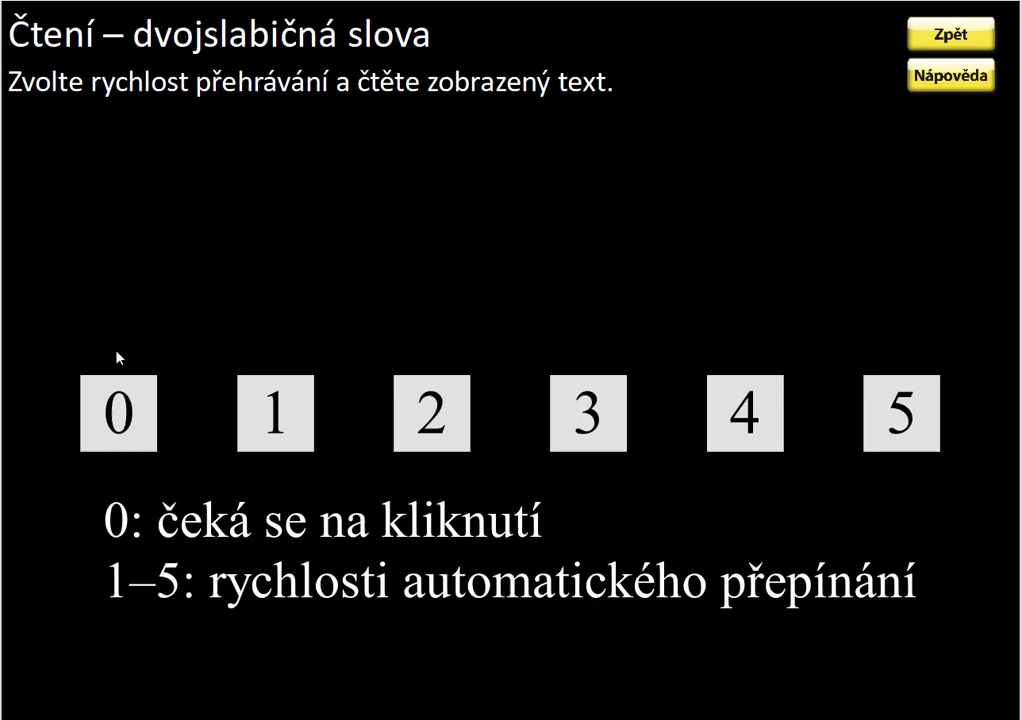 Čtení – dvojslabičná slova
Zpět
Zvolte rychlost přehrávání a čtěte zobrazený text.
Nápověda
0 1 2 3 4 5
0: čeká se na kliknutí
1–5: rychlosti automatického přepínání